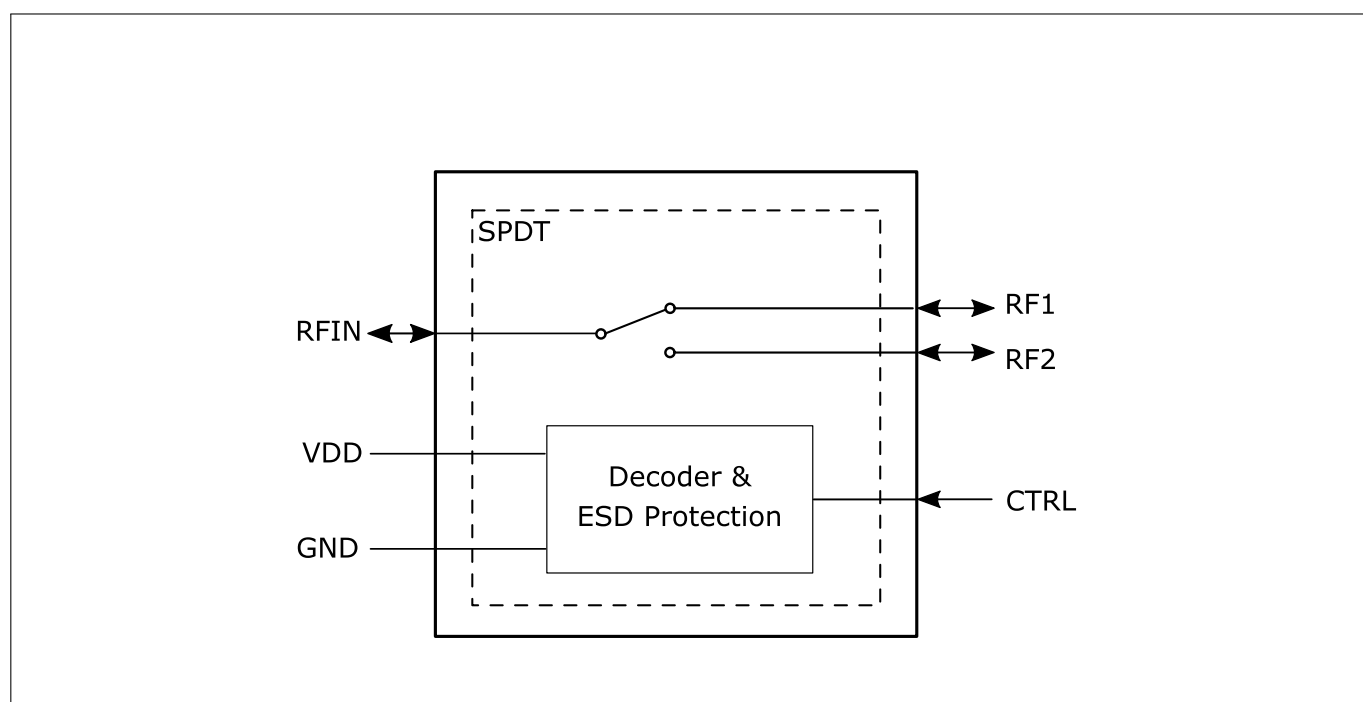 SPDT
RFIN
RF1
RF2
VDD
Decoder &
ESD Protection
CTRL
GND